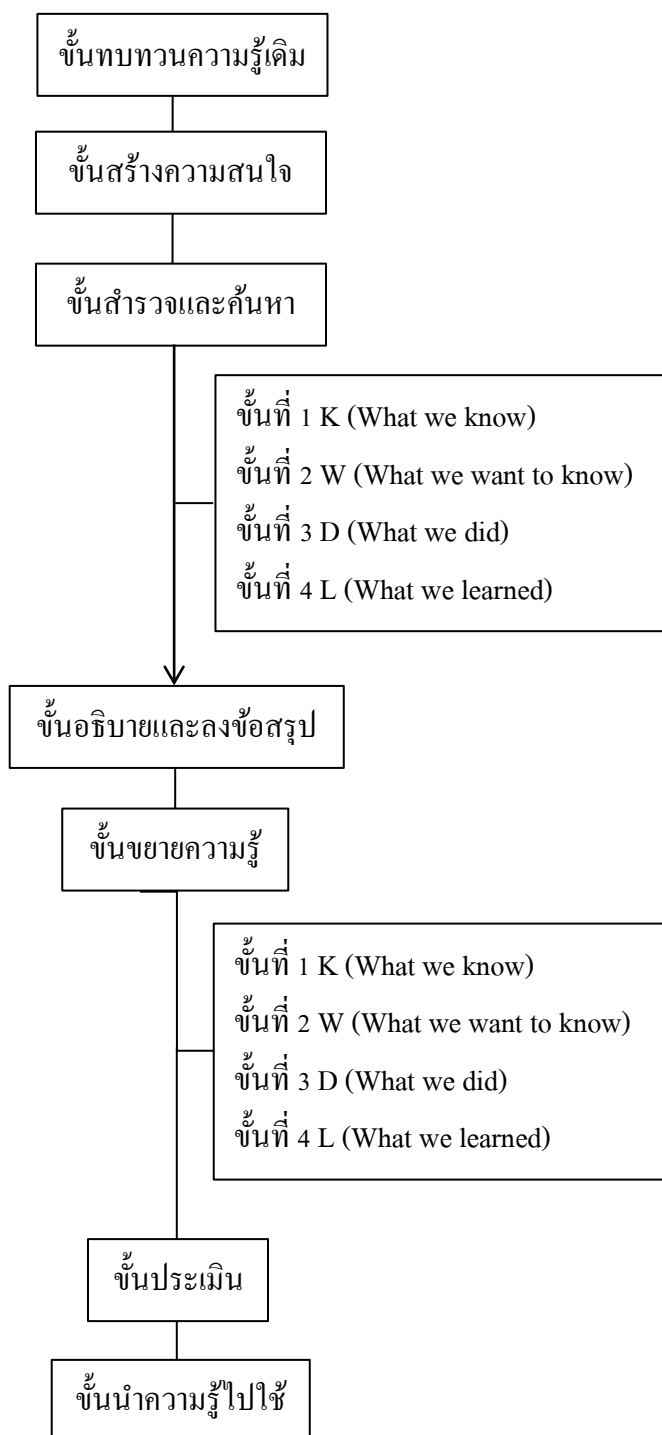 ขั้นทบทวนความรู้เดิม
ขั้นสร้างความสนใจ
ขั้นสำรวจและค้นหา
ขั้นที่ 1 K (What we know)
ขั้นที่ 2 W (What we want to know)
ขั้นที่ 3 D (What we did)
ขั้นที่ 4 L (What we learned)
ขั้นอธิบายและลงข้อสรุป
ขั้นขยายความรู้
ขั้นที่ 1 K (What we know)
ขั้นที่ 2 W (What we want to know)
ขั้นที่ 3 D (What we did)
ขั้นที่ 4 L (What we learned)
ขั้นประเมิน
ขั้นนำความรู้ไปใช้